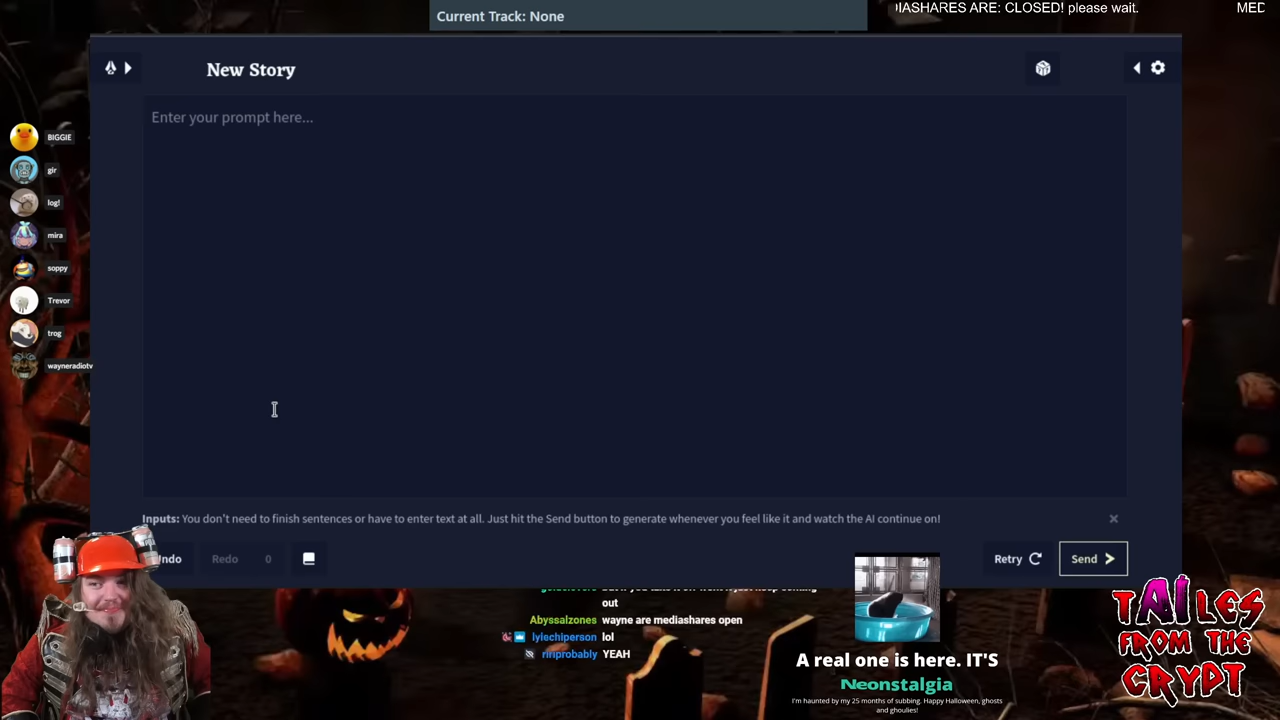 Current Track: None
IASHARES ARE: CLOSED! please wait.
MED
New Story
Enter your prompt here...
BIGGIE
gir
log!
mira
soppy
Trevor
trog
wayneradiotv
Inputs: You don't need to finish sentences or have to enter text at all. Just hit the Send button to generate whenever you feel like it and watch the AI continue on!
ndo
Redo 0
Retry
Send
out
Abyssalzones wayne are mediashares open
lylechiperson lol
ririprobably YEAH
A real one is here. IT'S
Neonstalgia
I'm haunted by my 25 months of subbing. Happy Halloween, ghosts
and ghoulies!
TAILES
FROM THE
CRYPT